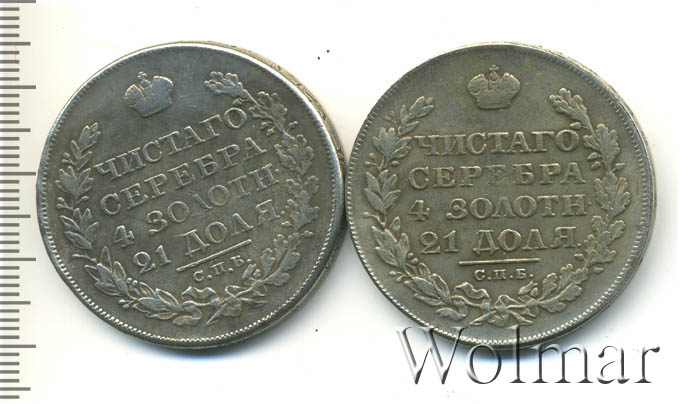 ЧИСТАГО
СЕРЕБРА
4 ЗОЛОТН.
21 ДОЛЯ.
С.П.Б.
ЧИСТАГО
СЕРЕБРА
4 ЗОЛОТН
21 ДОЛЯ.
С.П.Б.
Wolmar